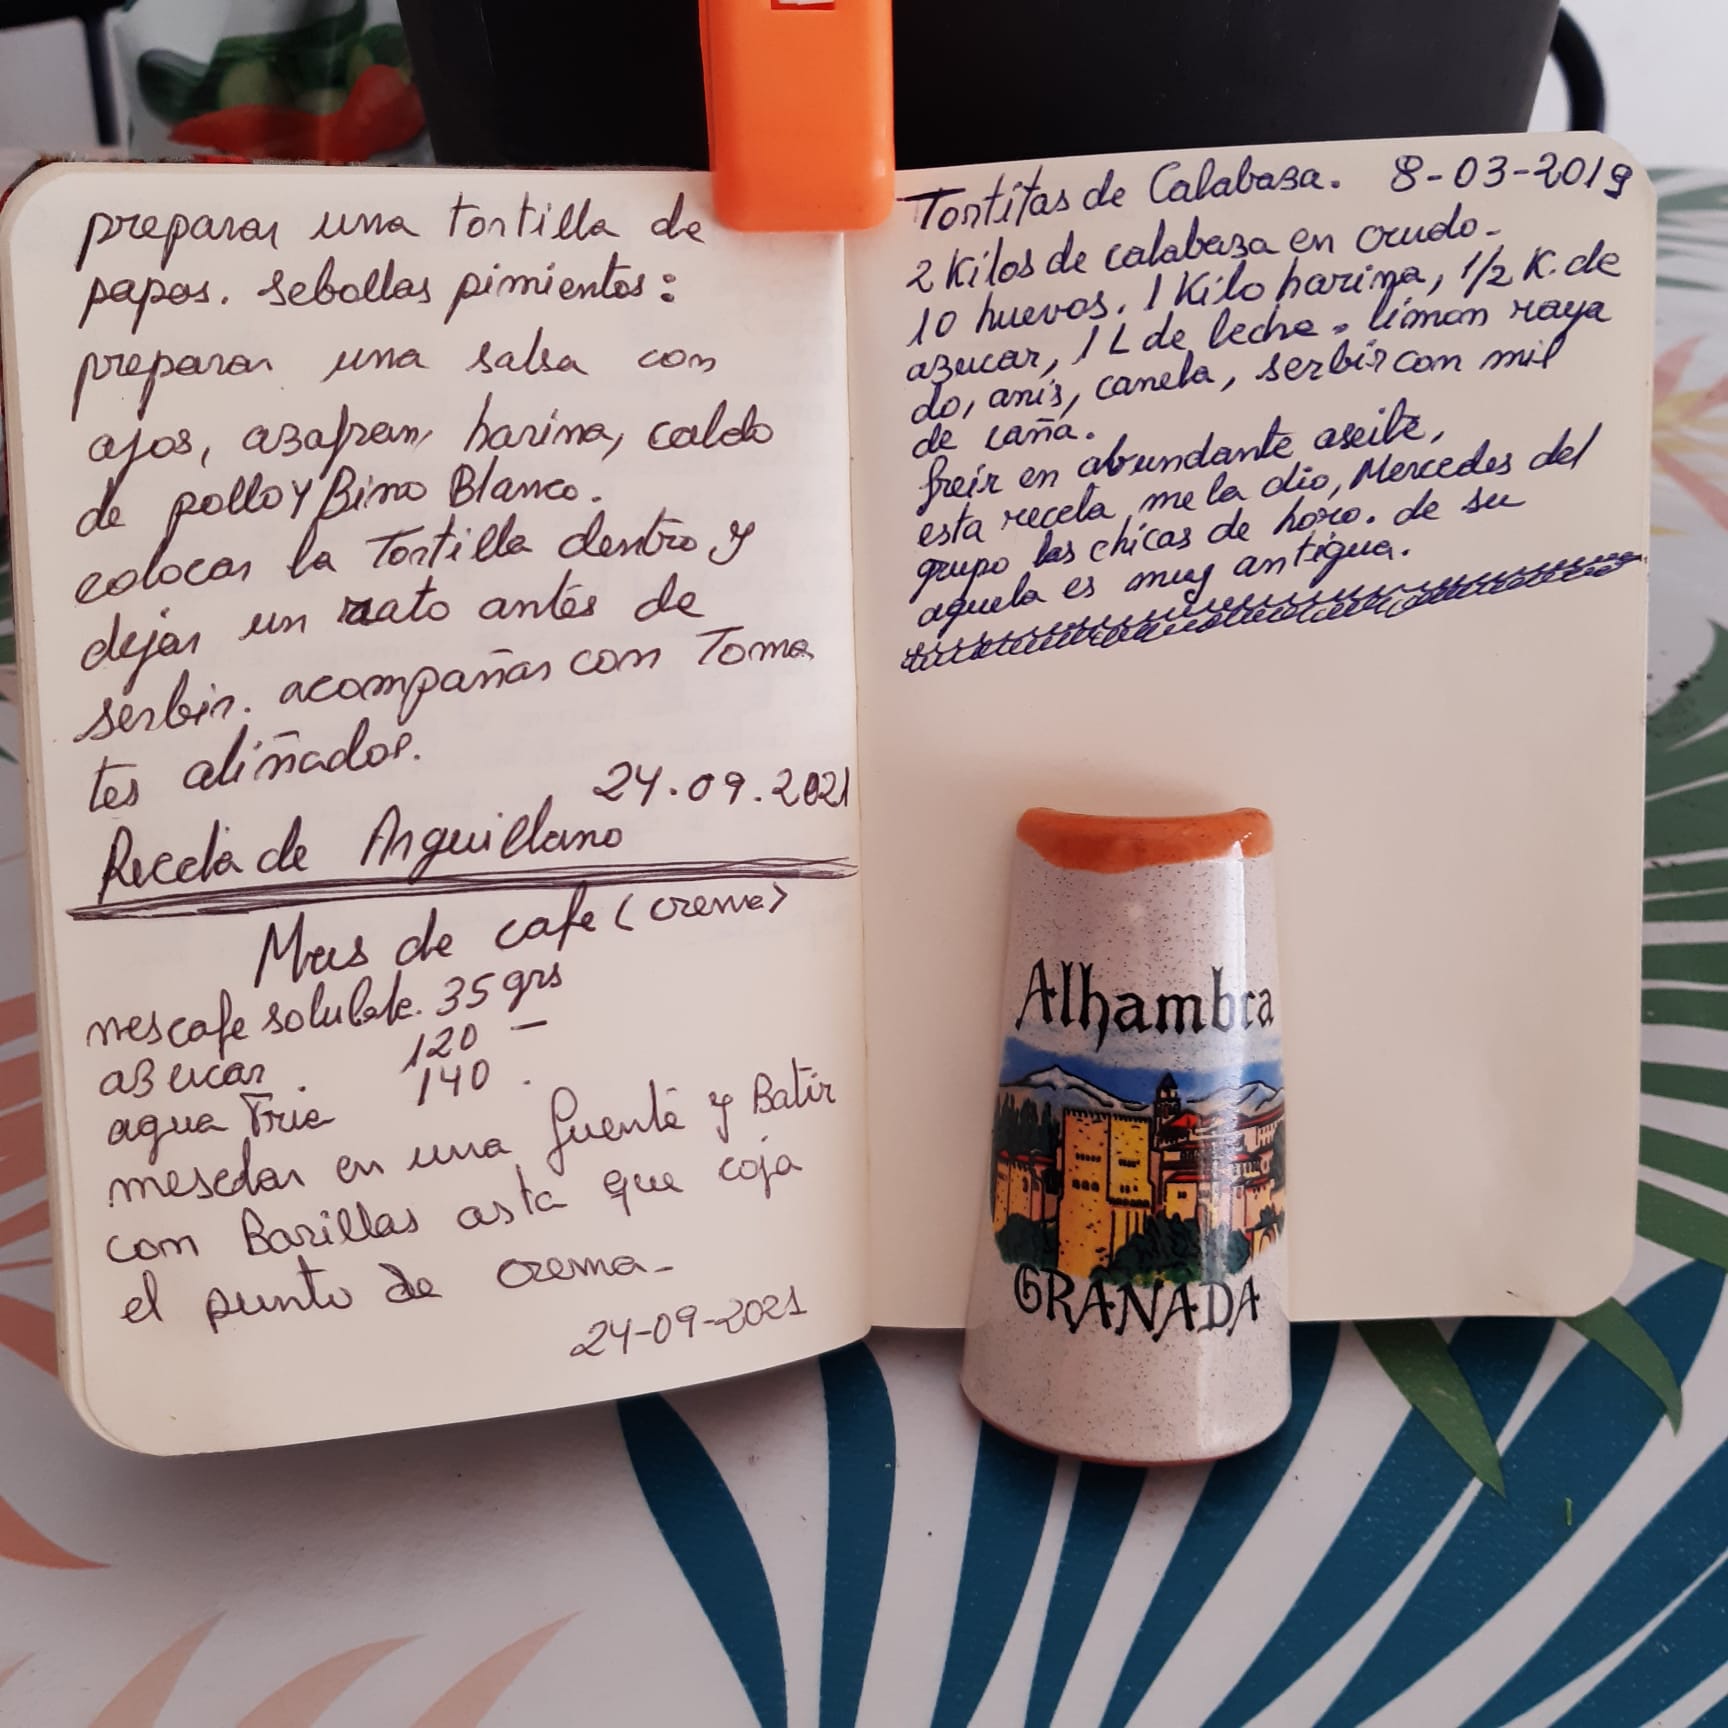 preparar una tortilla de
papas. sebollas pimientos:
preparar una salsa con
ajos, azafran, harina, caldo
de pollo y Bino Blanco.
colocar la Tortilla dentro y
dejar un rato antes de
serbir. acompañar con Toma
tes aliñados.
24.09.2021
Receta de Arguillano
Mus de cafe (crema)
nescafe soluble. 35 grs
azucar . 120 —
agua Fria 140 .
mesclar en una fuente y Batir
con Barillas asta que coja
el punto de crema-
24-09-2021
Tortitas de Calabaza. 8-03-2019
2 Kilos de calabaza en crudo-
10 huevos. 1 Kilo harina, 1/2 K. de
azucar, 1 L de leche. limon raya
do, anis, canela, serbir con miel
de caña.
freir en abundante aseite,
esta receta me la dio, Mercedes del
grupo las chicas de horo. de su
aguela es muy antigua.
Alhambra
GRANADA